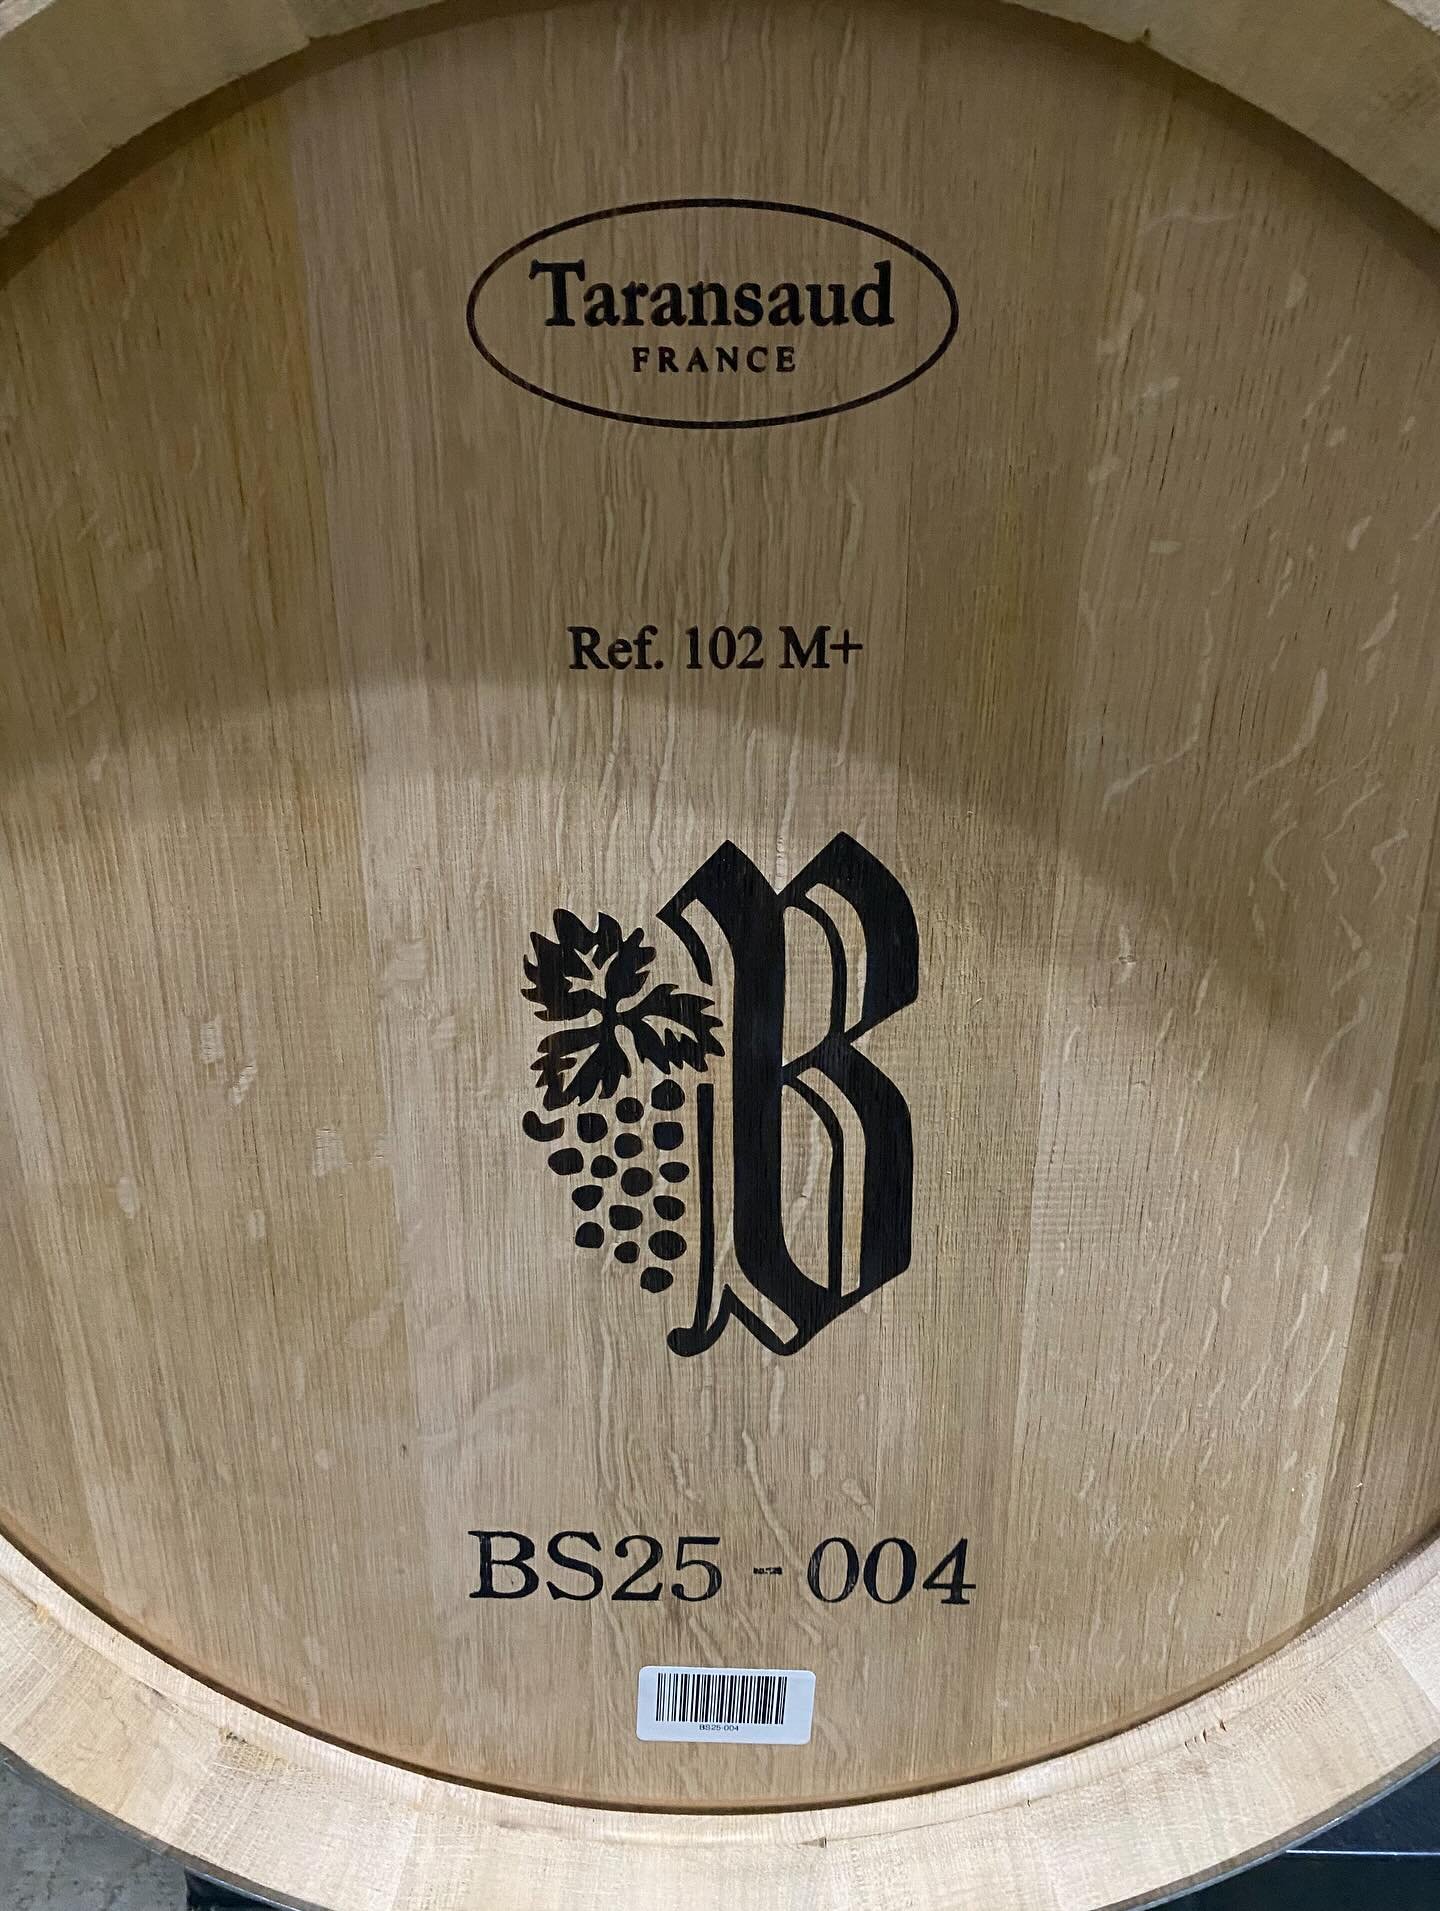 Taransaud
FRANCE
Ref. 102 M+
B
BS25-004
BS25-004